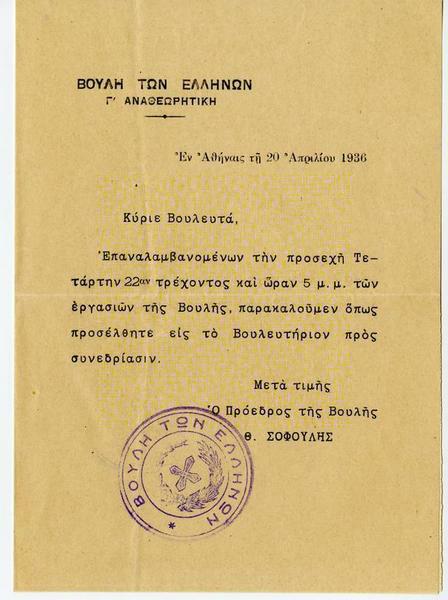 ΒΟΥΛΗ ΤΩΝ ΕΛΛΗΝΩΝ
Γ' ΑΝΑΘΕΩΡΗΤΙΚΗ
Ἐν Ἀθήναις τῇ 20 Ἀπριλίου 1936
Κύριε Βουλευτά,
Ἐπαναλαμβανομένων τὴν προσεχῆ Τε-
τάρτην 22αν τρέχοντος καὶ ὥραν 5 μ.μ. τῶν
ἐργασιῶν τῆς Βουλῆς, παρακαλοῦμεν ὅπως
προσέλθητε εἰς τὸ Βουλευτήριον πρὸς
συνεδρίασιν.
Μετὰ τιμῆς
Ὁ Πρόεδρος τῆς Βουλῆς
Θ. ΣΟΦΟΥΛΗΣ
ΒΟΥΛΗ ΤΩΝ ΕΛΛΗΝΩΝ